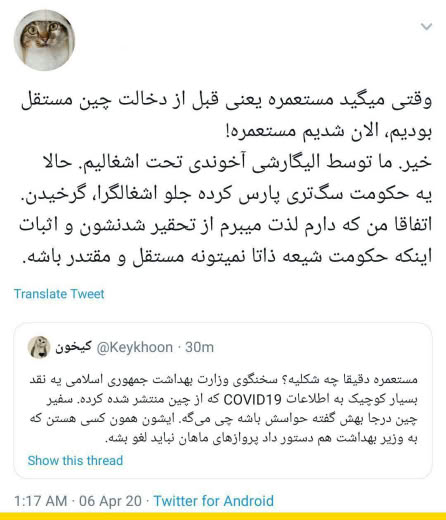 وقتی میگید مستعمره یعنی قبل از دخالت چین مستقل
بودیم، الان شدیم مستعمره!
خیر. ما توسط الیگارشی آخوندی تحت اشغالیم. حالا
یه حکومت سگ‌تری پارس کرده جلو اشغالگرا، گرخیدن.
اتفاقا من که دارم لذت میبرم از تحقیر شدنشون و اثبات
اینکه حکومت شیعه ذاتا نمیتونه مستقل و مقتدر باشه.
Translate Tweet
کیخون @Keykhoon · 30m
مستعمره دقیقا چه شکلیه؟ سخنگوی وزارت بهداشت جمهوری اسلامی یه نقد
بسیار کوچیک به اطلاعات COVID19 که از چین منتشر شده کرده. سفیر
چین درجا بهش گفته حواسش باشه چی می‌گه. ایشون همون کسی هستن که
به وزیر بهداشت هم دستور داد پروازهای ماهان نباید لغو بشه.
Show this thread
1:17 AM · 06 Apr 20 · Twitter for Android